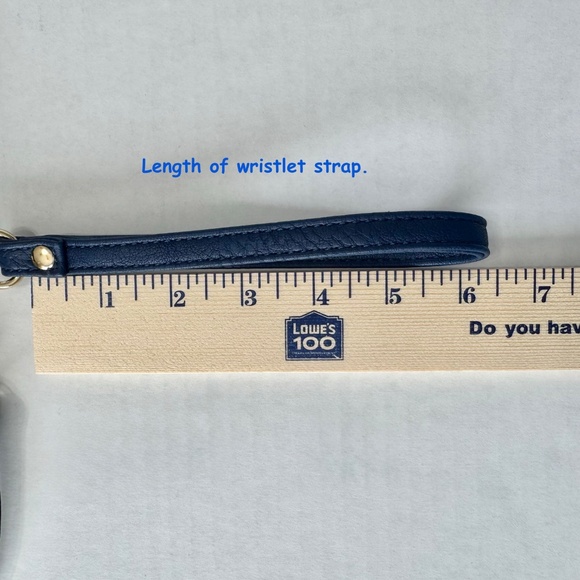 Length of wristlet strap.
1 2 3 4 5 6 7
LOWE'S
100
Do you hav